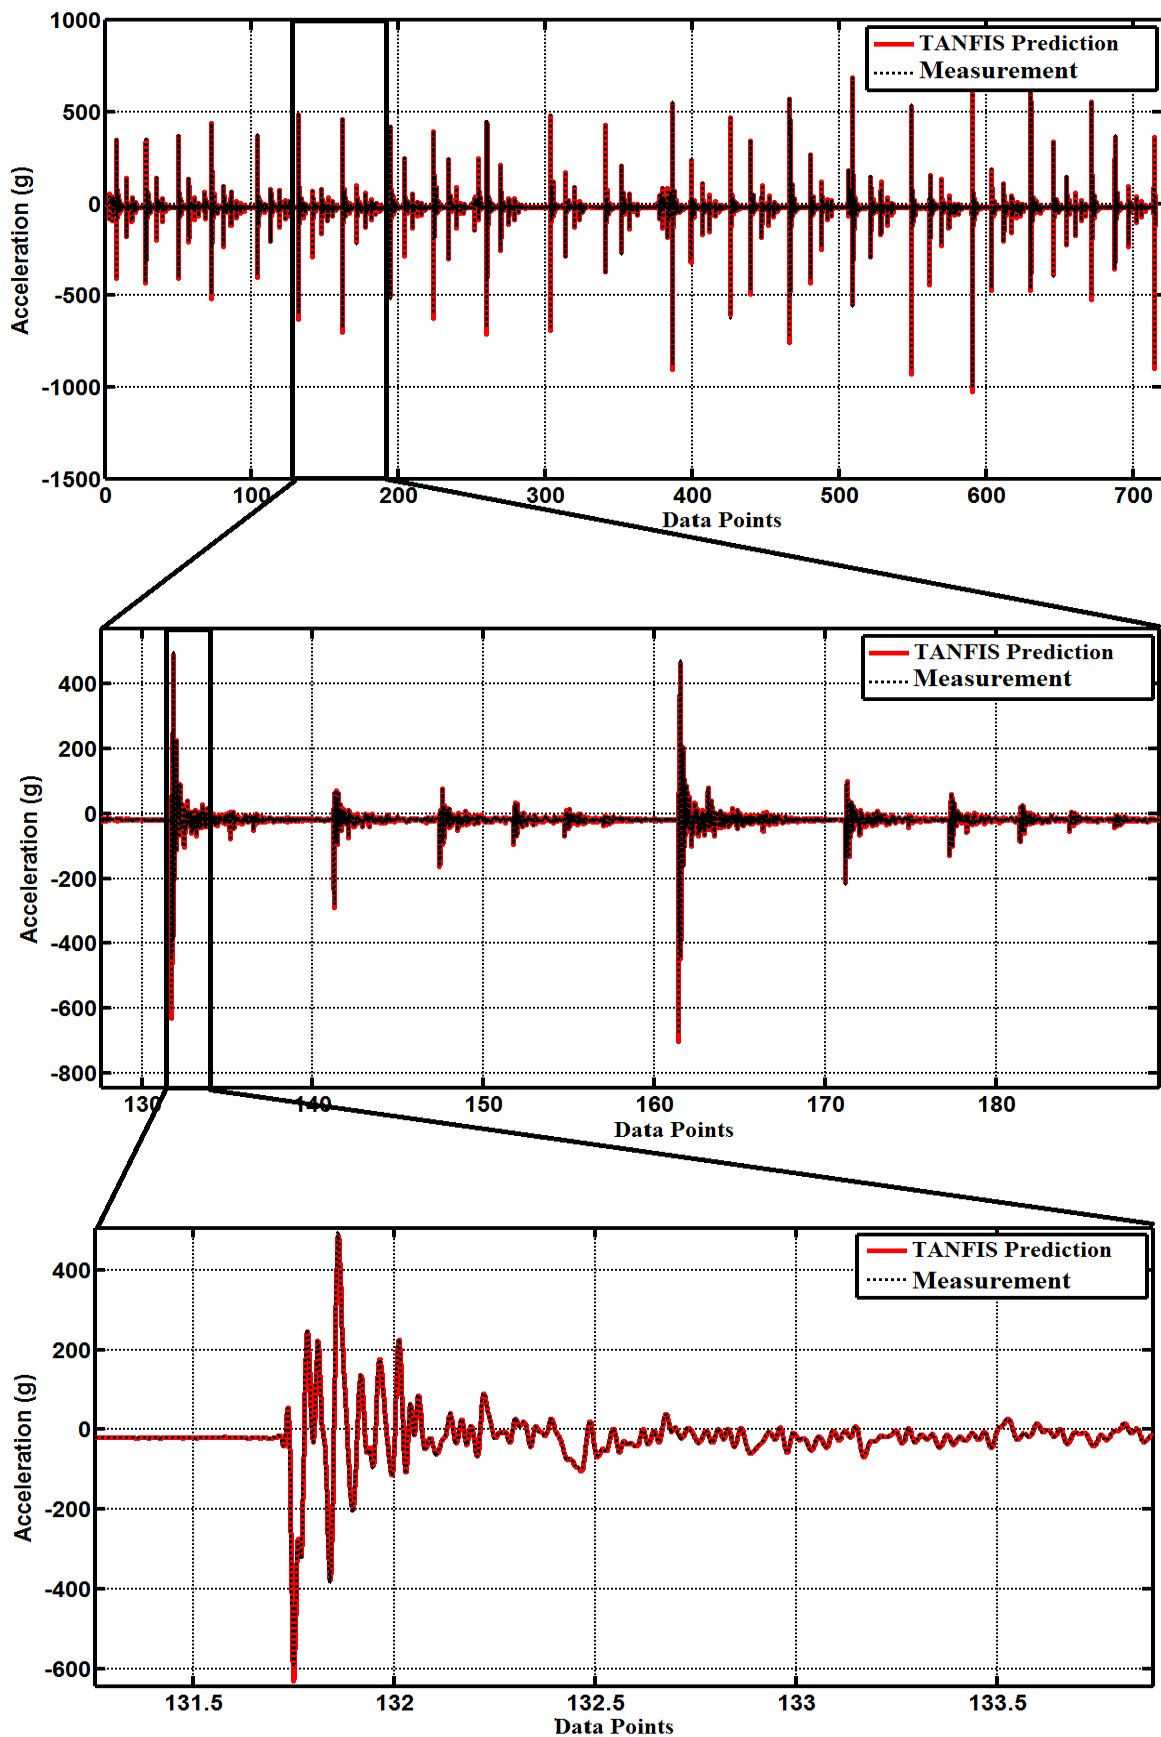 1000
TANFIS Prediction
Measurement
500
0
-500
-1000
-1500
Acceleration (g)
0 100 200 300 400 500 600 700
Data Points
TANFIS Prediction
Measurement
400
200
0
-200
-400
-600
-800
Acceleration (g)
130 140 150 160 170 180
Data Points
TANFIS Prediction
Measurement
400
200
0
-200
-400
-600
Acceleration (g)
131.5 132 132.5 133 133.5
Data Points